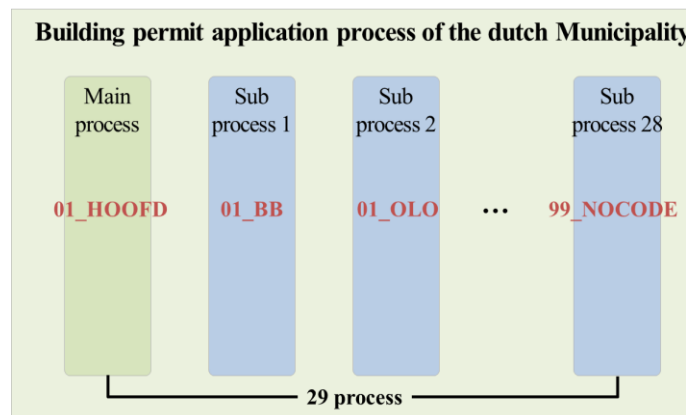 Building permit application process of the dutch Municipality
Main
process
Sub
process 1
Sub
process 2
Sub
process 28
01_HOOFD
01_BB
01_OLO
...
99_NOCODE
29 process